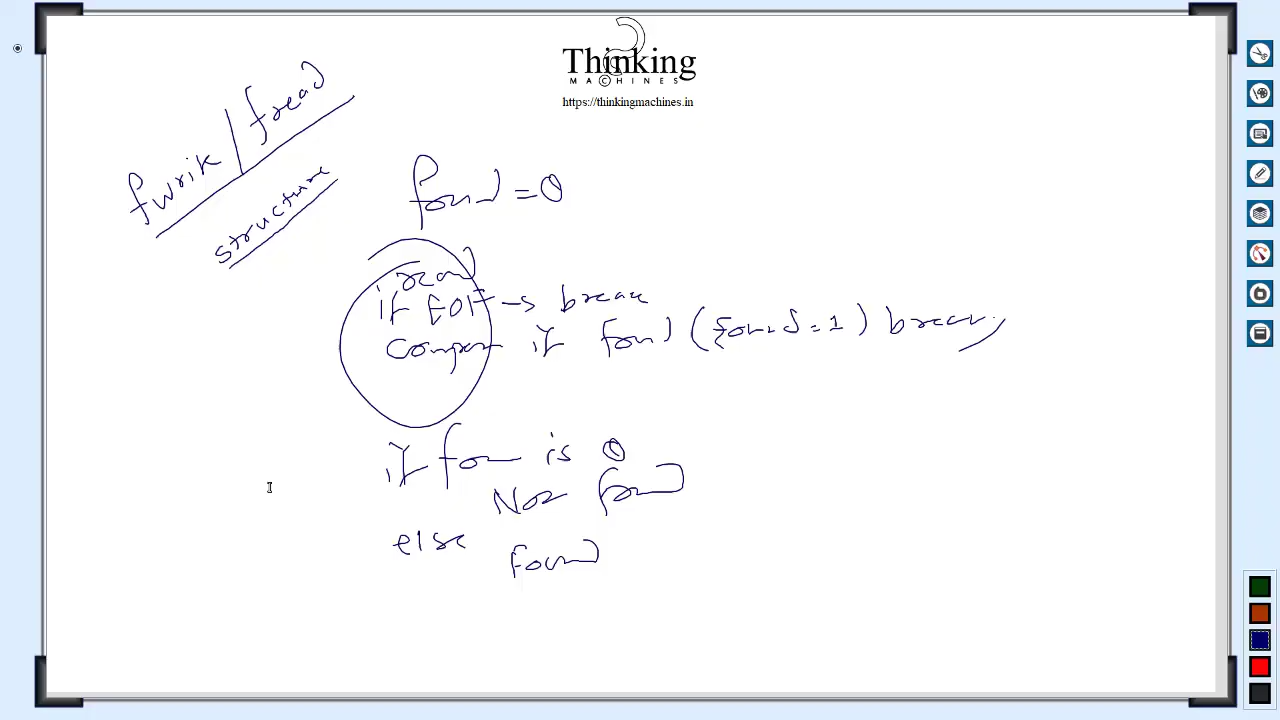 Thinking
MACHINES
https://thinkingmachines.in
fwrite/fread
structure
found=0
read
if EOF → break
compare if found (found=1) break;
if foun is 0
Not found
else
found